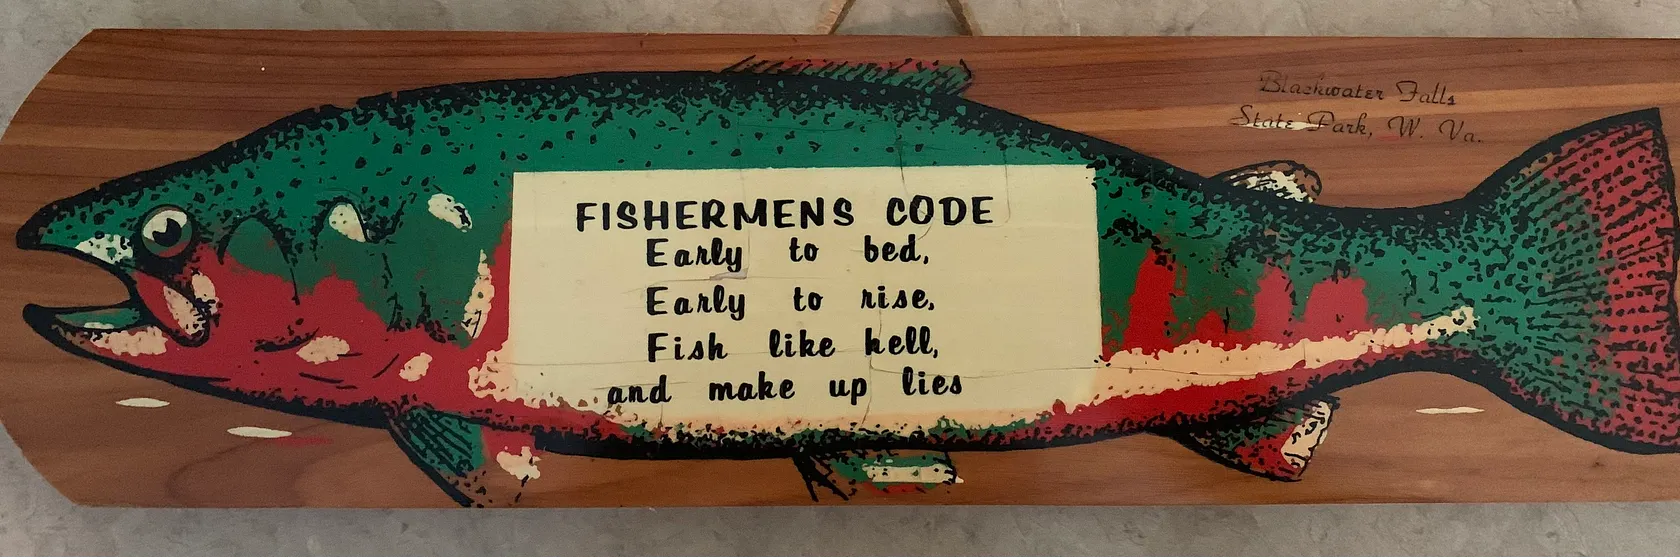 Blackwater Falls
State Park, W. Va.
FISHERMENS CODE
Early to bed,
Early to rise,
Fish like hell,
and make up lies